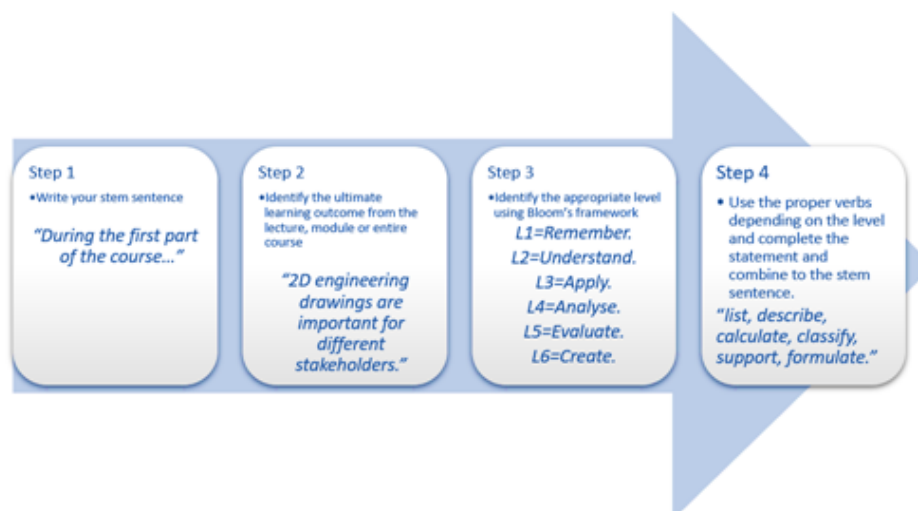 Step 1
•Write your stem sentence
“During the first part
of the course...”
Step 2
•Identify the ultimate
learning outcome from the
lecture, module or entire
course
“2D engineering
drawings are
important for
different
stakeholders.”
Step 3
•Identify the appropriate level
using Bloom's framework
L1=Remember.
L2=Understand.
L3=Apply.
L4=Analyse.
L5=Evaluate.
L6=Create.
Step 4
• Use the proper verbs
depending on the level
and complete the
statement and
combine to the stem
sentence.
“list, describe,
calculate, classify,
support, formulate.”